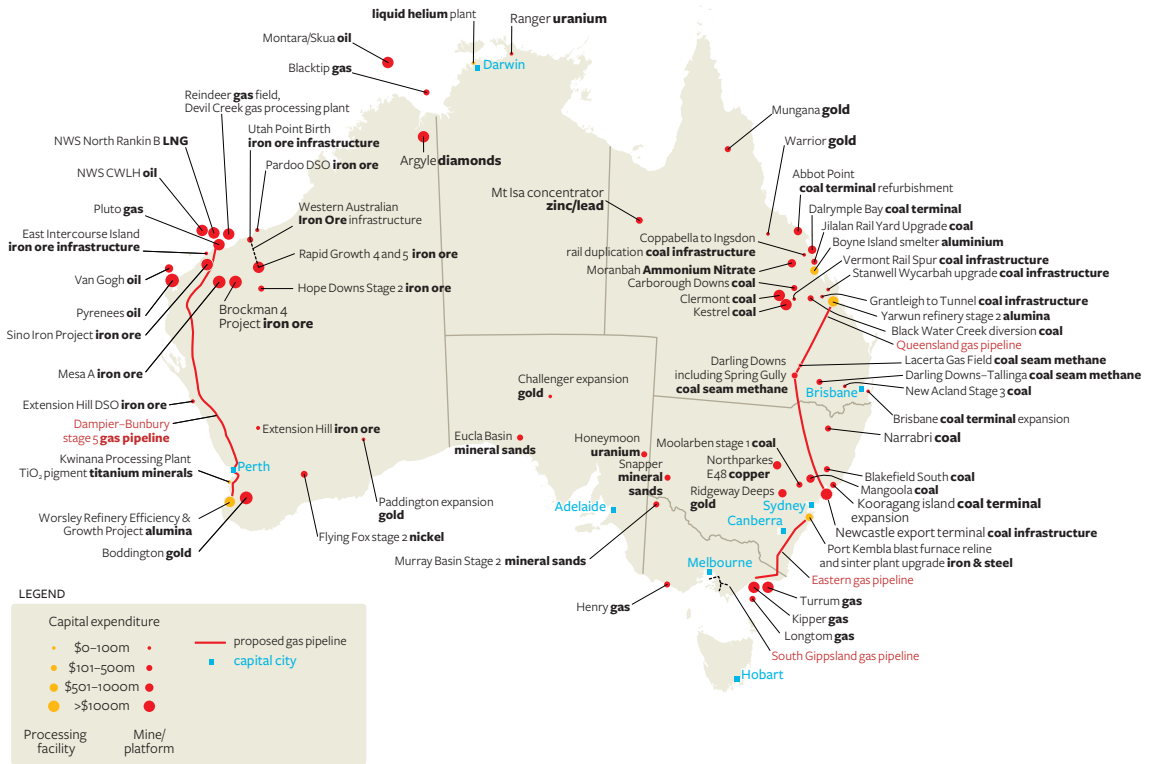 liquid helium plant
Ranger uranium
Montara/Skua oil
Darwin
Blacktip gas
Reindeer gas field,
Devil Creek gas processing plant
Utah Point Birth
iron ore infrastructure
NWS North Rankin B LNG
Pardoo DSO iron ore
Argyle diamonds
NWS CWLH oil
Western Australian
Iron Ore infrastructure
Pluto gas
East Intercourse Island
iron ore infrastructure
Rapid Growth 4 and 5 iron ore
Van Gogh oil
Hope Downs Stage 2 iron ore
Pyrenees oil
Brockman 4
Project iron ore
Sino Iron Project iron ore
Mesa A iron ore
Extension Hill DSO iron ore
Dampier–Bunbury
stage 5 gas pipeline
Extension Hill iron ore
Kwinana Processing Plant
TiO₂ pigment titanium minerals
Perth
Worsley Refinery Efficiency &
Growth Project alumina
Boddington gold
Paddington expansion
gold
Flying Fox stage 2 nickel
Mungana gold
Warrior gold
Mt Isa concentrator
zinc/lead
Abbot Point
coal terminal refurbishment
Dalrymple Bay coal terminal
Jilalan Rail Yard Upgrade coal
Coppabella to Ingsdon
rail duplication coal infrastructure
Boyne Island smelter aluminium
Vermont Rail Spur coal infrastructure
Moranbah Ammonium Nitrate
Stanwell Wycarbah upgrade coal infrastructure
Carborough Downs coal
Clermont coal
Kestrel coal
Grantleigh to Tunnel coal infrastructure
Yarwun refinery stage 2 alumina
Black Water Creek diversion coal
Queensland gas pipeline
Lacerta Gas Field coal seam methane
Darling Downs
including Spring Gully
coal seam methane
Darling Downs–Tallinga coal seam methane
Brisbane
New Acland Stage 3 coal
Brisbane coal terminal expansion
Narrabri coal
Challenger expansion
gold
Eucla Basin
mineral sands
Honeymoon
uranium
Snapper
mineral
sands
Moolarben stage 1 coal
Northparkes
E48 copper
Ridgeway Deeps
gold
Blakefield South coal
Mangoola coal
Kooragang island coal terminal
expansion
Sydney
Adelaide
Canberra
Newcastle export terminal coal infrastructure
Port Kembla blast furnace reline
and sinter plant upgrade iron & steel
Murray Basin Stage 2 mineral sands
Melbourne
Eastern gas pipeline
Henry gas
Turrum gas
Kipper gas
Longtom gas
South Gippsland gas pipeline
Hobart
LEGEND
Capital expenditure
$0–100m
$101–500m
$501–1000m
>$1000m
Processing
facility
Mine/
platform
proposed gas pipeline
capital city